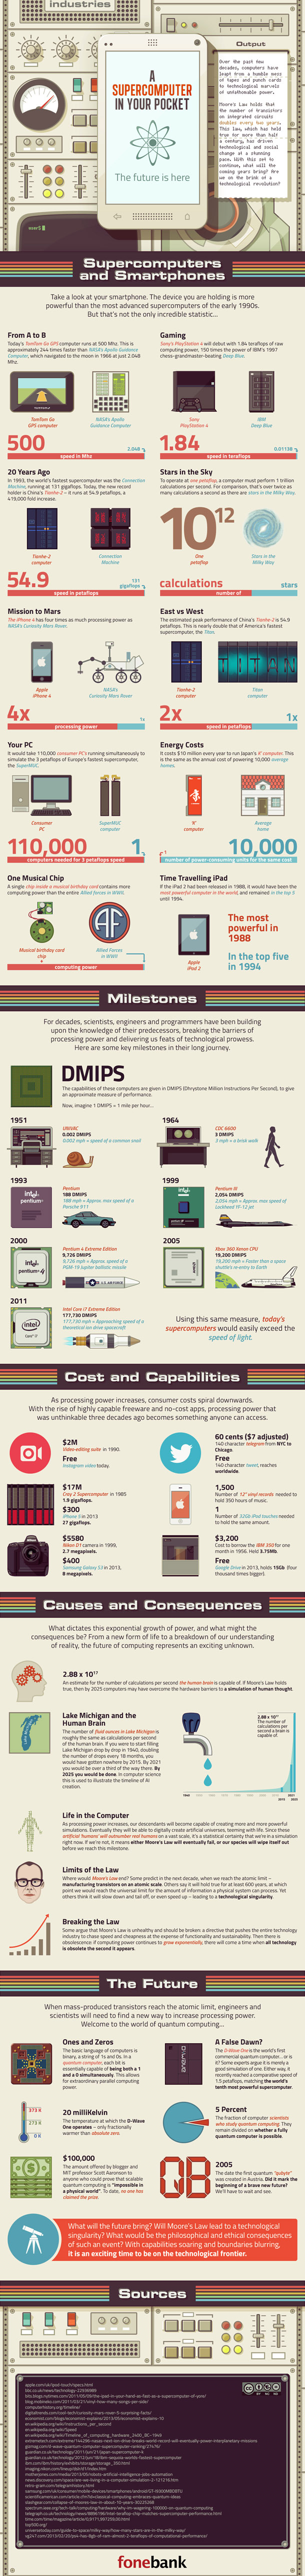 industries
A
SUPERCOMPUTER
IN YOUR POCKET
The future is here
Output
Over the past few
decades, computers have
leapt from a humble mess
of tapes and punch cards
to technological marvels
of unfathomable power.
Moore's Law holds that
the number of transistors
on integrated circuits
doubles every two years.
This law, which has held
true for more than half
a century, has driven
technological and social
change at a stunning
pace. With this set to
continue, what will the
coming years bring? Are
we on the brink of a
technological revolution?
Supercomputers
and Smartphones
Take a look at your smartphone. The device you are holding is more
powerful than the most advanced supercomputers of the early 1990s.
But that's not the only incredible statistic...
From A to B
Today's TomTom Go GPS computer runs at 500 Mhz. This is
approximately 244 times faster than NASA's Apollo Guidance
Computer, which navigated to the moon in 1966 at just 2.048
Mhz.
TomTom Go
GPS computer
NASA's Apollo
Guidance Computer
500
2.048
speed in Mhz
Gaming
Sony's PlayStation 4 will debut with 1.84 teraflops of raw
computing power, 150 times the power of IBM's 1997
chess-grandmaster-beating Deep Blue.
Sony
PlayStation 4
IBM
Deep Blue
1.84
0.01138
speed in teraflops
20 Years Ago
In 1993, the world's fastest supercomputer was the Connection
Machine, running at 131 gigaflops. Today, the new record
holder is China's Tianhe-2 – it runs at 54.9 petaflops, a
419,000 fold increase.
Tianhe-2
computer
Connection
Machine
54.9
131
gigaflops
speed in petaflops
Stars in the Sky
To operate at one petaflop, a computer must perform 1 trillion
calculations per second. For comparison, that's over twice as
many calculations every second as there are stars in the Milky Way.
10¹²
One
petaflop
Stars in the
Milky Way
calculations
stars
number of
Mission to Mars
The iPhone 4 has four times as much processing power as
NASA's Curiosity Mars Rover.
Apple
iPhone 4
NASA's
Curiosity Mars Rover
4x
1x
processing power
East vs West
The estimated peak performance of China's Tianhe-2 is 54.9
petaflops. This is nearly double that of America's fastest
supercomputer, the Titan.
TITAN
Tianhe-2
computer
Titan
computer
2x
1x
speed in petaflops
Your PC
It would take 110,000 consumer PC's running simultaneously to
simulate the 3 petaflops of Europe's fastest supercomputer,
the SuperMUC.
Consumer
PC
SuperMUC
computer
110,000
1
computers needed for 3 petaflops speed
Energy Costs
It costs $10 million every year to run Japan's 'K' computer. This
is the same as the annual cost of powering 10,000 average
homes.
'K'
computer
Average
home
1
10,000
number of power-consuming units for the same cost
One Musical Chip
A single chip inside a musical birthday card contains more
computing power than the entire Allied forces in WWII.
Musical birthday card
chip
Allied Forces
in WWII
computing power
Time Travelling iPad
If the iPad 2 had been released in 1988, it would have been the
most powerful computer in the world, and remained in the top 5
until 1994.
Apple
iPad 2
The most
powerful in
1988
In the top five
in 1994
Milestones
For decades, scientists, engineers and programmers have been building
upon the knowledge of their predecessors, breaking the barriers of
processing power and delivering us feats of technological prowess.
Here are some key milestones in their long journey.
DMIPS
The capabilities of these computers are given in DMIPS (Dhrystone Million Instructions Per Second), to give
an approximate measure of performance.
Now, imagine 1 DMIPS = 1 mile per hour...
1951
UNIVAC
0.002 DMIPS
0.002 mph = speed of a common snail
1964
CDC 6600
3 DMIPS
3 mph = a brisk walk
1993
intel
pentium
Pentium
188 DMIPS
188 mph = Approx. max speed of a
Porsche 911
1999
Pentium III
2,054 DMIPS
2,054 mph = Approx. max speed of
Lockheed YF-12 jet
2000
intel
pentium 4
Pentium 4 Extreme Edition
9,726 DMIPS
9,726 mph = Approx. speed of a
PGM-19 Jupiter ballistic missile
U.S. AIRFORCE
2005
Xbox 360 Xenon CPU
19,200 DMIPS
19,200 mph = Faster than a space
shuttle's re-entry to Earth
2011
intel
Core i7
Intel Core i7 Extreme Edition
177,730 DMIPS
177,730 mph = Approaching speed of a
theoretical ion drive spacecraft
Using this same measure, today's
supercomputers would easily exceed the
speed of light.
Cost and Capabilities
As processing power increases, consumer costs spiral downwards.
With the rise of highly capable freeware and no-cost apps, processing power that
was unthinkable three decades ago becomes something anyone can access.
$2M
Video-editing suite in 1990.
Free
Instagram video today.
60 cents ($7 adjusted)
140 character telegram from NYC to
Chicago.
Free
140 character tweet, reaches
worldwide.
$17M
Cray 2 Supercomputer in 1985
1.9 gigaflops.
$300
iPhone 5 in 2013
27 gigaflops.
1,500
Number of 12" vinyl records needed to
hold 350 hours of music.
1
Number of 32Gb iPod touches needed
to hold the same amount.
$5580
Nikon D1 camera in 1999,
2.7 megapixels.
$400
Samsung Galaxy S3 in 2013,
8 megapixels.
$3,200
Cost to borrow the IBM 350 for one
month in 1956. Held 3.75Mb.
Free
Google Drive in 2013, holds 15Gb (four
thousand times bigger).
Causes and Consequences
What dictates this exponential growth of power, and what might the
consequences be? From a new form of life to a breakdown of our understanding
of reality, the future of computing represents an exciting unknown.
2.88 x 10¹⁷
An estimate for the number of calculations per second the human brain is capable of. If Moore's Law holds
true, then by 2025 computers may have overcome the hardware barriers to a simulation of human thought.
Lake Michigan and the
Human Brain
The number of fluid ounces in Lake Michigan is
roughly the same as calculations per second
of the human brain. If you were to start filling
Lake Michigan drop by drop in 1940, doubling
the number of drops every 18 months, you
would have gotten nowhere by 2015. By 2021
you would be over a third of the way there. By
2025 you would be done. In computer science
this is used to illustrate the timeline of AI
creation.
2.88 x 10¹⁷
The number of
calculations per
second a brain is
capable of.
1940
2015
2025
Life in the Computer
As processing power increases, our descendants will become capable of creating more and more powerful
simulations. Eventually they will be able to digitally create artificial universes, teeming with life. Since these
artificial 'humans' will outnumber real humans on a vast scale, it's a statistical certainty that we're in a simulation
right now. If we're not, it means either Moore's Law will eventually fail, or our species will wipe itself out
before we reach the milestone.
Limits of the Law
Where would Moore's Law end? Some predict in the next decade, when we reach the atomic limit –
manufacturing transistors on an atomic scale. Others say it will hold true for at least 600 years, at which
point we would reach the universal limit for the amount of information a physical system can process. Yet
others think it will slow down and tail off, or even speed up – leading to a technological singularity.
Breaking the Law
Some argue that Moore's Law is unhealthy and should be broken as a directive that pushes the entire technology
industry to chase speed and cheapness at the expense of functionality and sustainability. Then there is
obsolescence if computing power continues to grow exponentially, there will come a time when all technology
is obsolete the second it appears.
The Future
When mass-produced transistors reach the atomic limit, engineers and
scientists will need to find a new way to increase processing power.
Welcome to the world of quantum computing...
Ones and Zeros
The basic language of computers is
binary, a string of 1s and 0s. In a
quantum computer, each bit is
essentially capable of being both a 1
and a 0 simultaneously. This allows
for extraordinary parallel computing
power.
D-WAVE
A False Dawn?
The D-Wave One is the world's first
commercial quantum computer... or is
it? Some experts argue it is merely a
good simulation of one. Either way, it
recently matched a comparative speed of
1.5 petaflops, matching the world's
tenth most powerful supercomputer.
373 K
273 K
0 K
20 milliKelvin
The temperature at which the D-Wave
One operates – only fractionally
warmer than absolute zero.
5 Percent
The fraction of computer scientists
who study quantum computing. They
remain divided on whether a fully
quantum computer is possible.
$100,000
The amount offered by blogger and
MIT professor Scott Aaronson to
anyone who could prove that scalable
quantum computing is "impossible in
a physical world". To date, no one has
claimed the prize.
2005
The date the first quantum "qubyte"
was created in Austria. Did it mark the
beginning of a brave new future?
We'll have to wait and see.
What will the future bring? Will Moore's Law lead to a technological
singularity? What would be the philosophical and ethical consequences
of such an event? With capabilities soaring and boundaries blurring,
it is an exciting time to be on the technological frontier.
Sources
fonebank